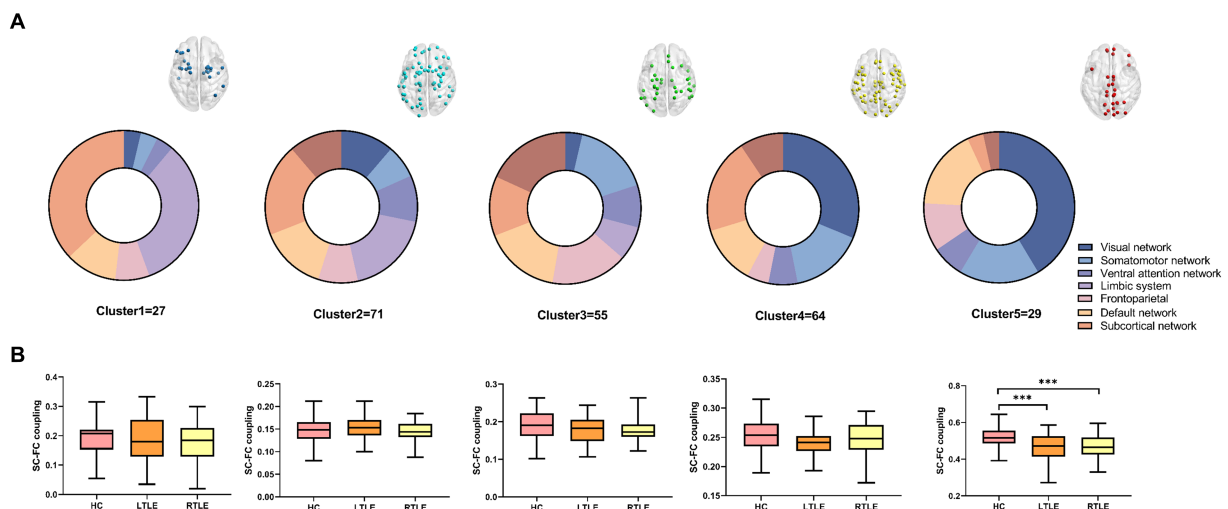 A
Cluster1=27
Cluster2=71
Cluster3=55
Cluster4=64
Cluster5=29
Visual network
Somatomotor network
Ventral attention network
Limbic system
Frontoparietal
Default network
Subcortical network
B
SC-FC coupling
0.4
0.3
0.2
0.1
0.0
HC
LTLE
RTLE
SC-FC coupling
0.25
0.20
0.15
0.10
0.05
0.00
HC
LTLE
RTLE
SC-FC coupling
0.3
0.2
0.1
0.0
HC
LTLE
RTLE
SC-FC coupling
0.35
0.30
0.25
0.20
0.15
HC
LTLE
RTLE
SC-FC coupling
0.8
0.6
0.4
0.2
***
***
HC
LTLE
RTLE